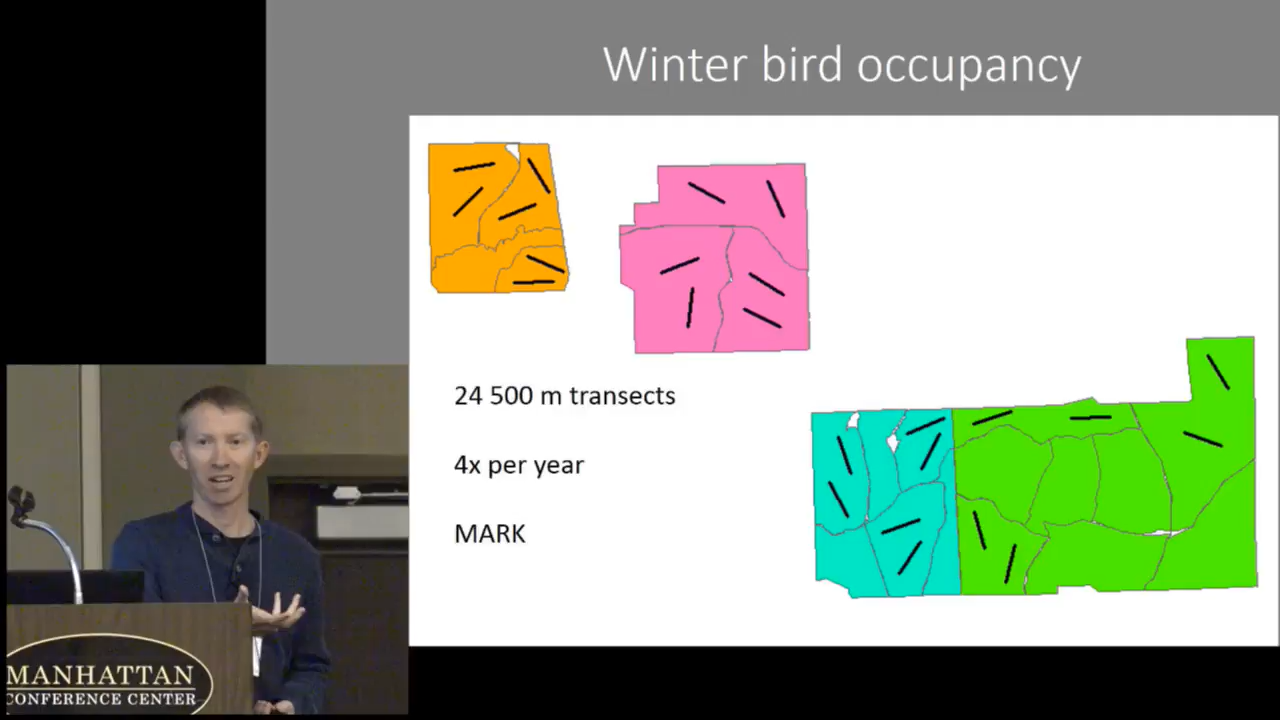 Winter bird occupancy
24 500 m transects
4x per year
MARK
MANHATTAN
CONFERENCE CENTER